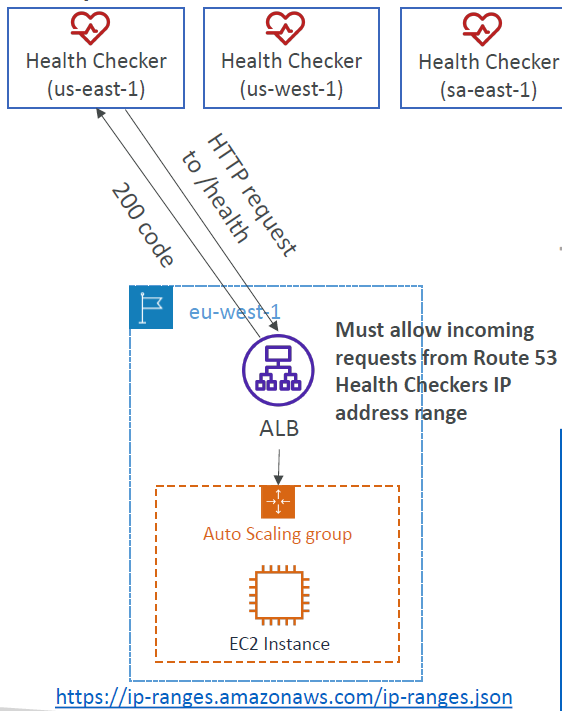 Health Checker
(us-east-1)
Health Checker
(us-west-1)
Health Checker
(sa-east-1)
HTTP request
to /health
200 code
eu-west-1
Must allow incoming
requests from Route 53
Health Checkers IP
address range
ALB
Auto Scaling group
EC2 Instance
https://ip-ranges.amazonaws.com/ip-ranges.json